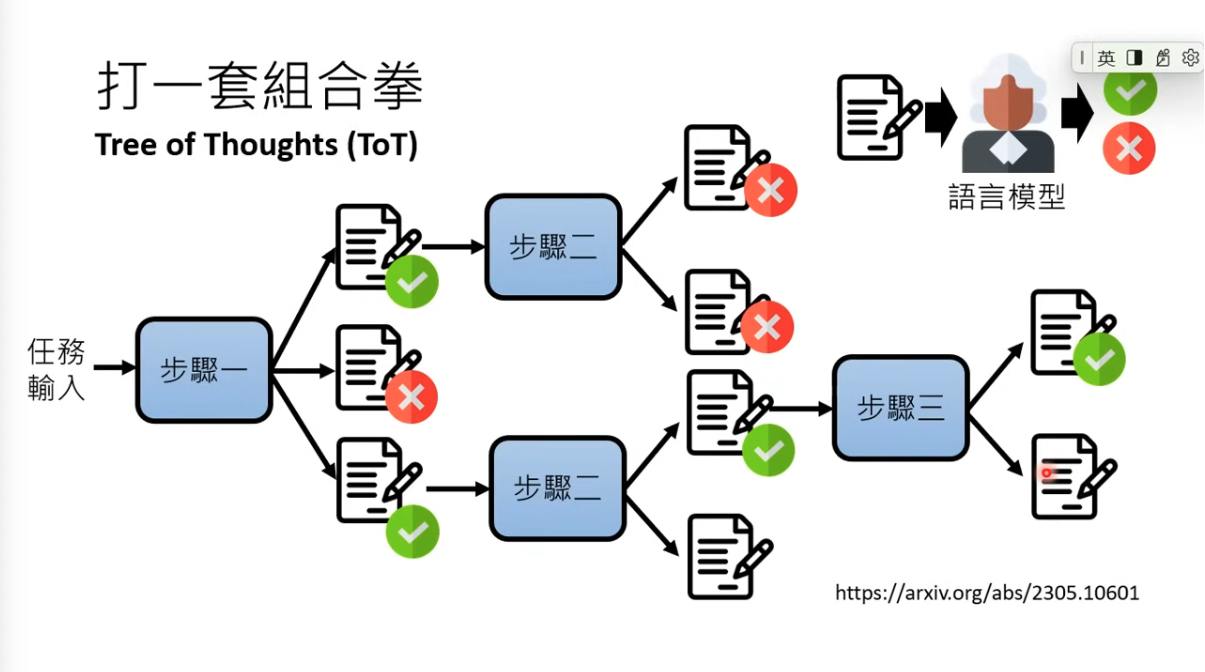 打一套組合拳
Tree of Thoughts (ToT)
英
語言模型
任務
輸入
步驟一
步驟二
步驟二
步驟三
https://arxiv.org/abs/2305.10601